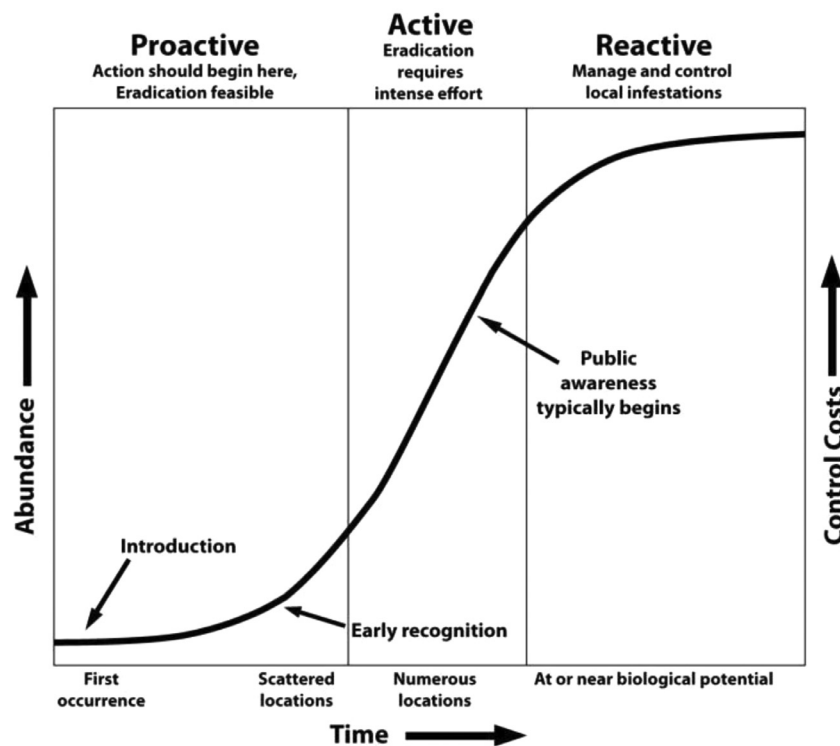 Proactive
Action should begin here,
Eradication feasible
Active
Eradication
requires
intense effort
Reactive
Manage and control
local infestations
Abundance
Control Costs
Public
awareness
typically begins
Introduction
Early recognition
First
occurrence
Scattered
locations
Numerous
locations
At or near biological potential
Time